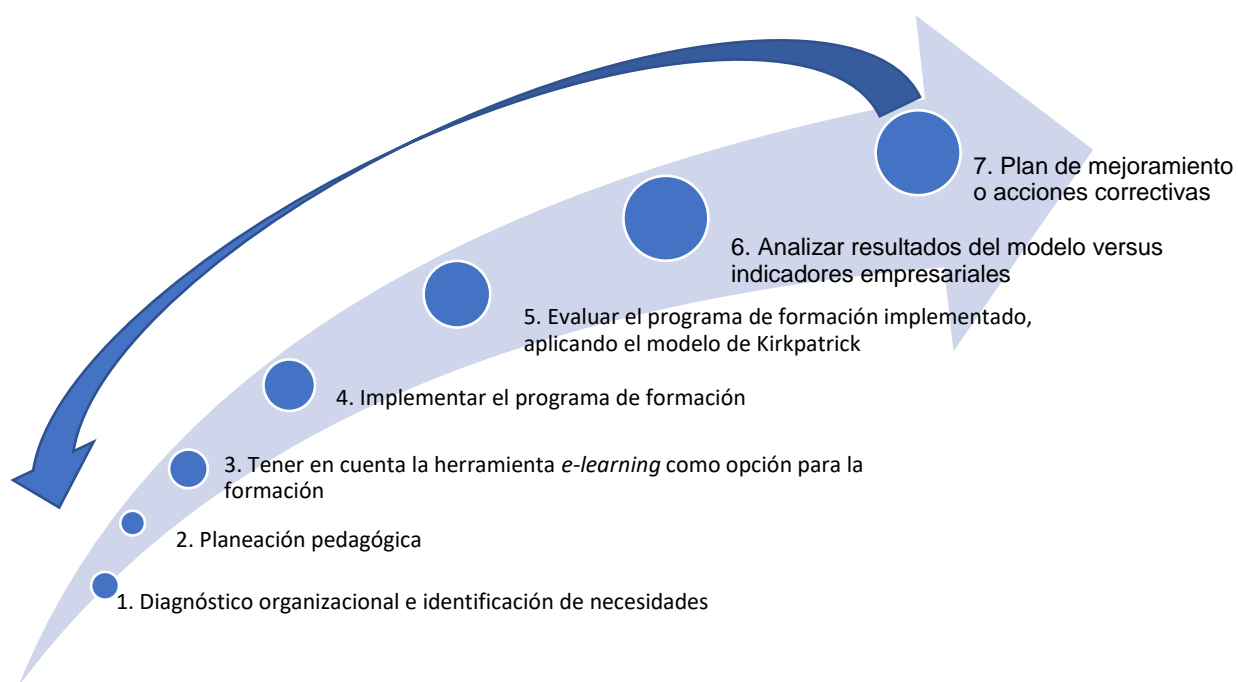 7. Plan de mejoramiento
o acciones correctivas
6. Analizar resultados del modelo versus
indicadores empresariales
5. Evaluar el programa de formación implementado,
aplicando el modelo de Kirkpatrick
4. Implementar el programa de formación
3. Tener en cuenta la herramienta e-learning como opción para la
formación
2. Planeación pedagógica
1. Diagnóstico organizacional e identificación de necesidades